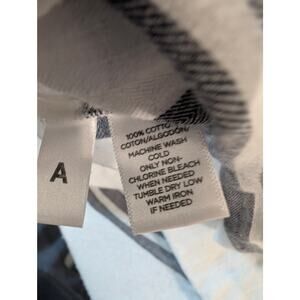 A
100% COTTO
COTON/ALGODÓN
MACHINE WASH
COLD
ONLY NON-
CHLORINE BLEACH
WHEN NEEDED
TUMBLE DRY LOW
WARM IRON
IF NEEDED